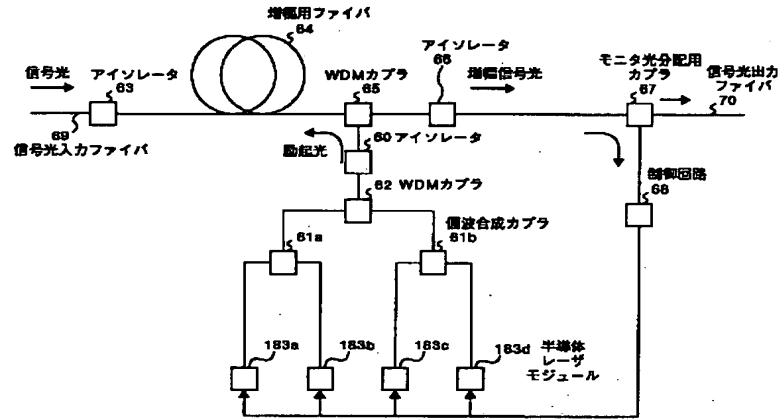 増幅用ファイバ
64
信号光
アイソレータ
63
WDMカプラ
65
アイソレータ
66
増幅信号光
モニタ光分配用
カプラ
67
信号光出力
ファイバ
70
69
信号光入力ファイバ
励起光
60 アイソレータ
62 WDMカプラ
制御回路
68
61a
偏波合成カプラ
61b
183a
183b
183c
183d
半導体
レーザ
モジュール